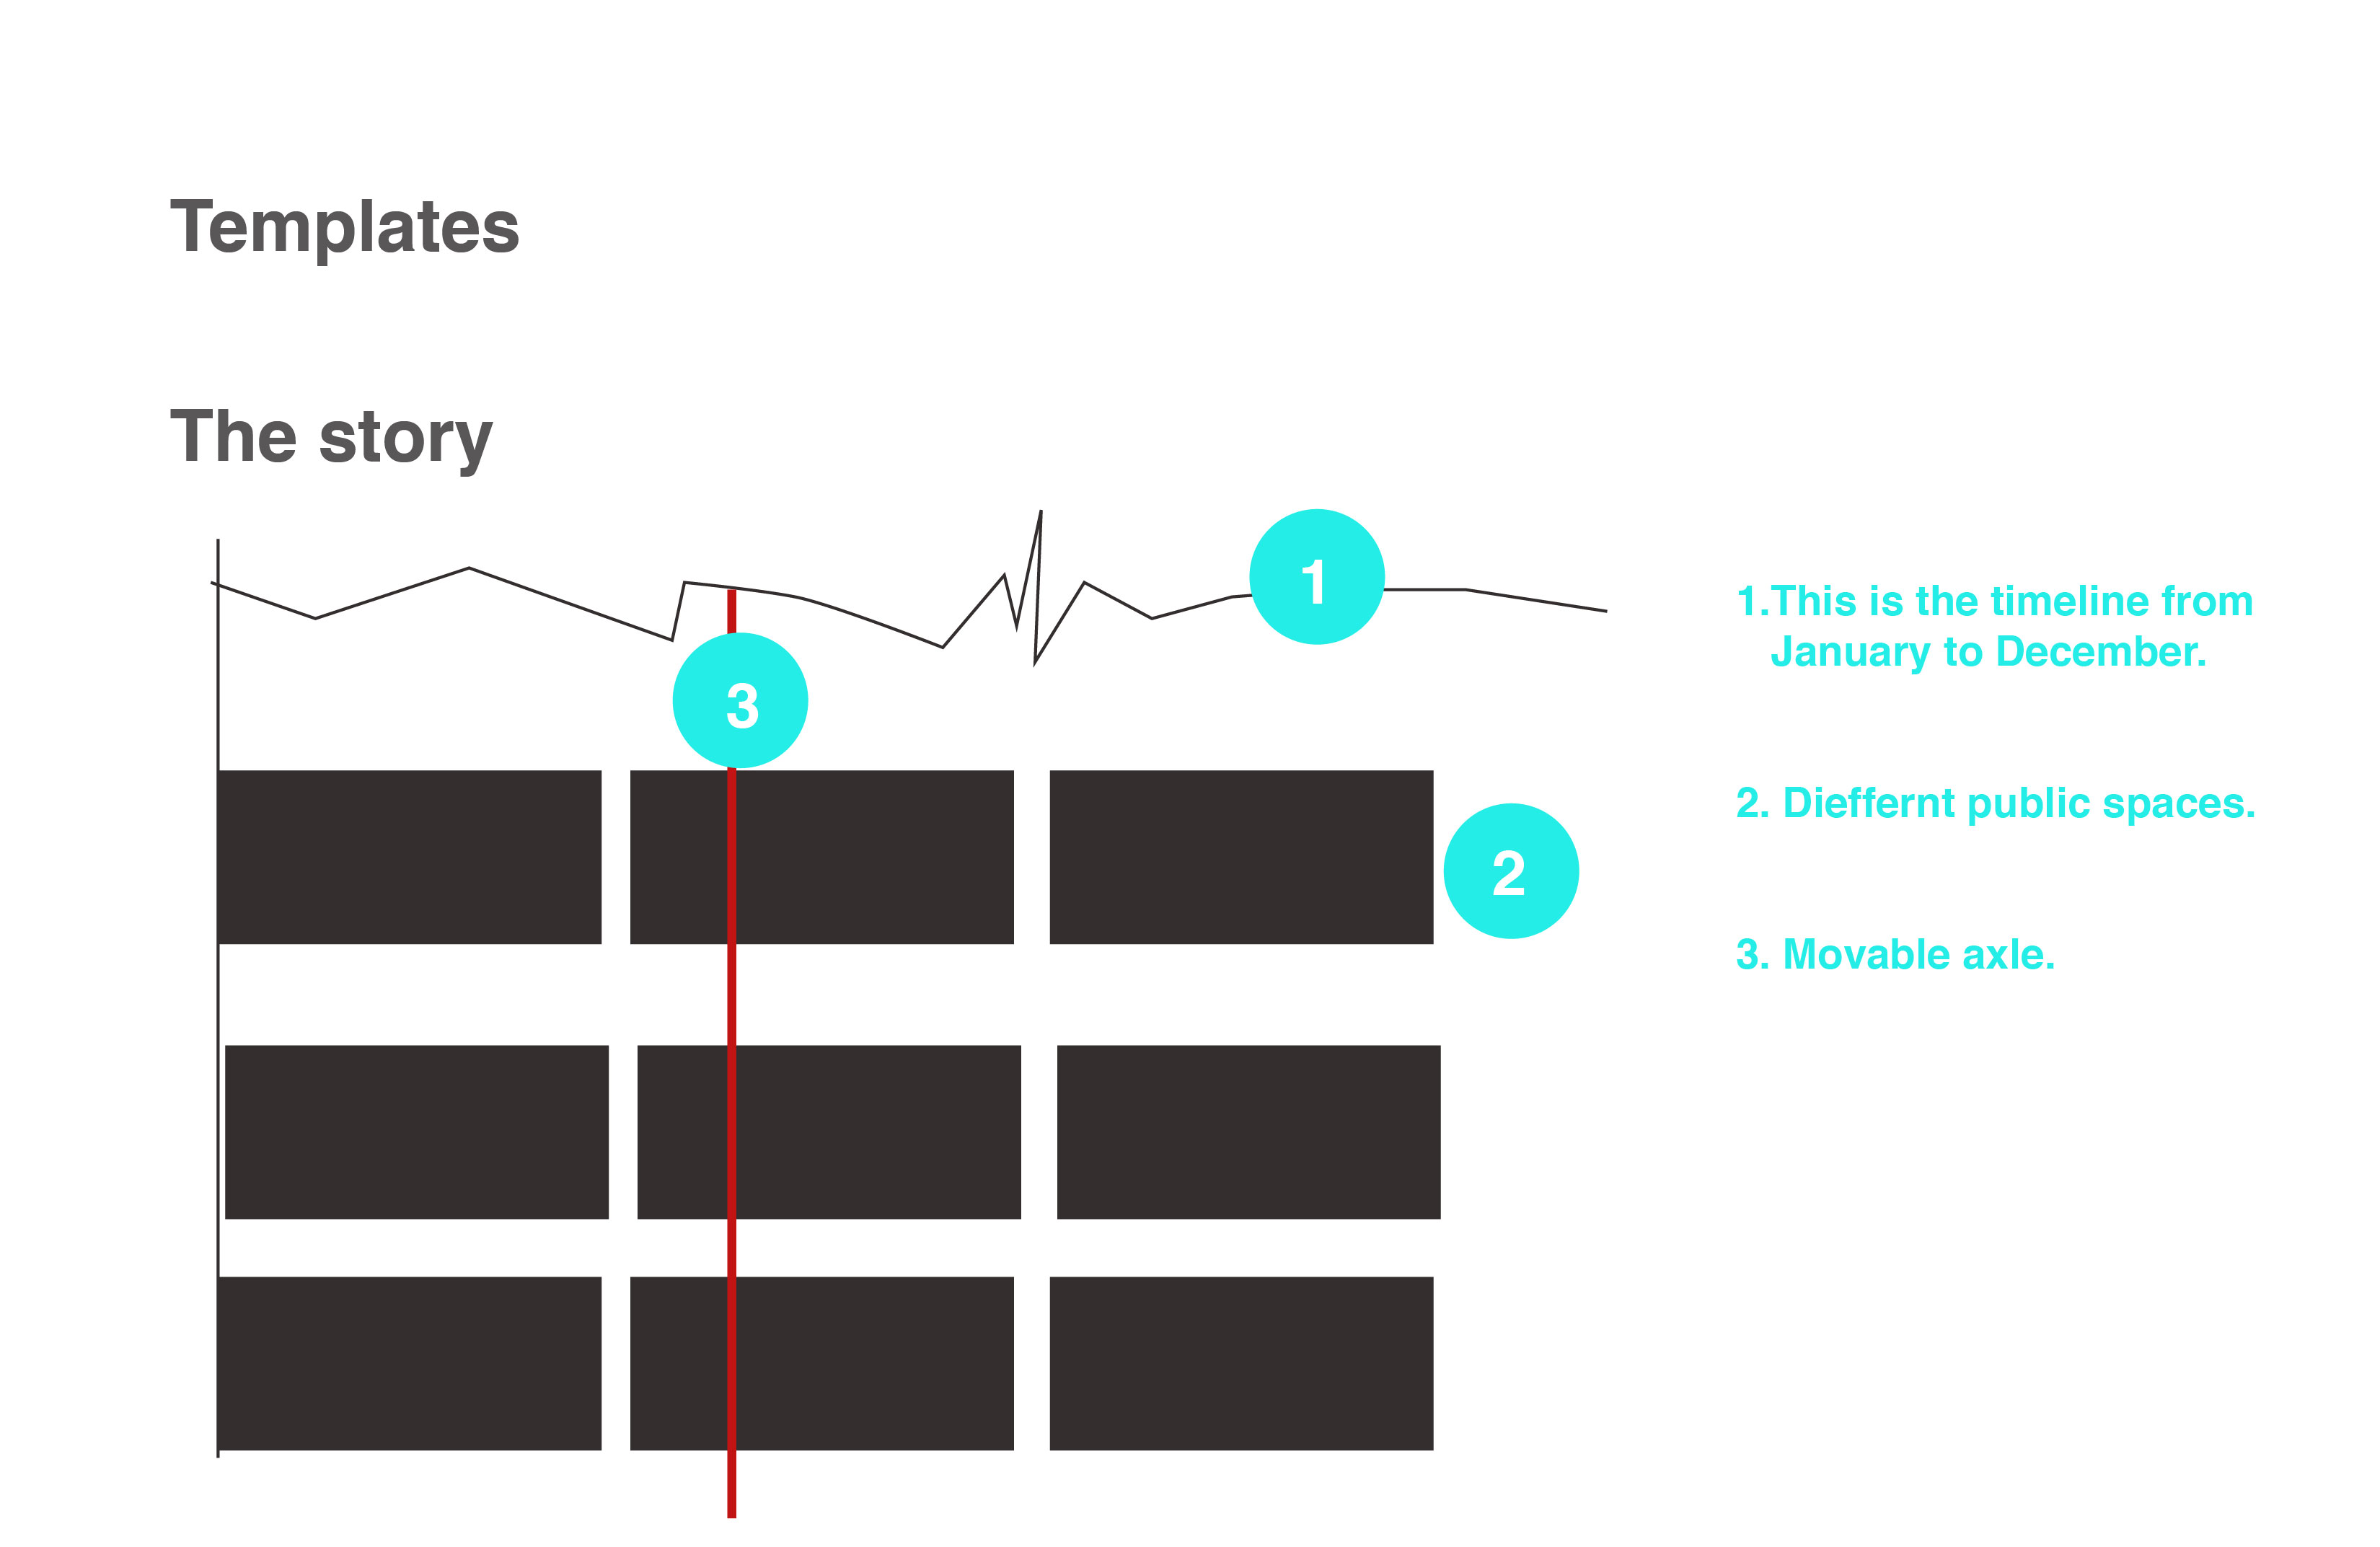 Templates
The story
1
3
2
1.This is the timeline from
January to December.
2. Dieffernt public spaces.
3. Movable axle.